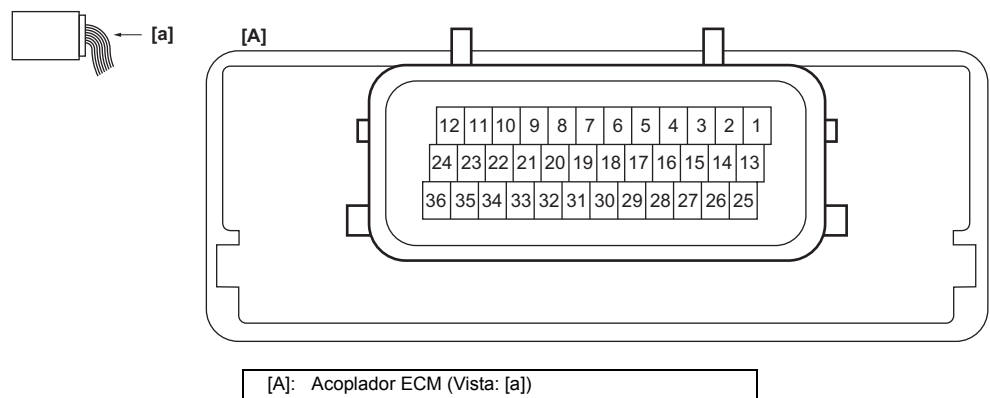 [a]
[A]
12 11 10 9 8 7 6 5 4 3 2 1
24 23 22 21 20 19 18 17 16 15 14 13
36 35 34 33 32 31 30 29 28 27 26 25
[A]: Acoplador ECM (Vista: [a])